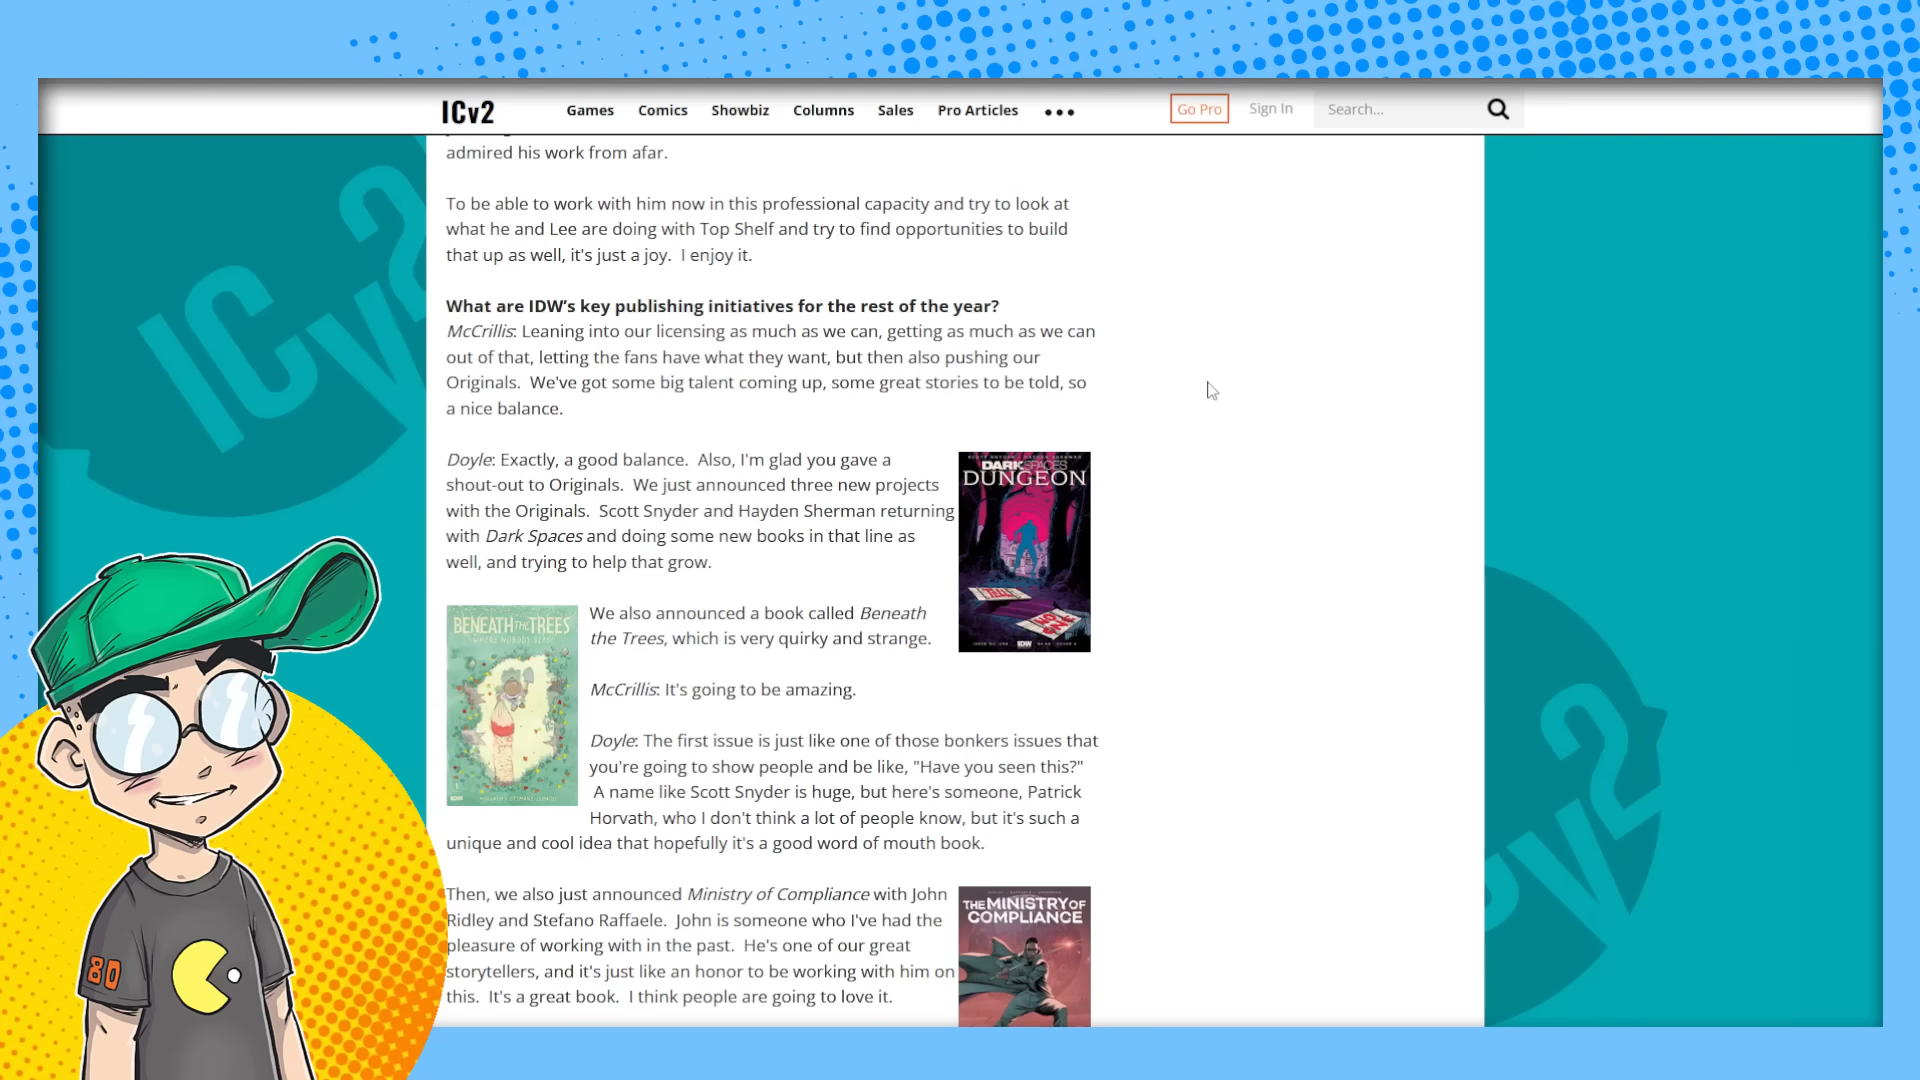 ICv2
Games
Comics
Showbiz
Columns
Sales
Pro Articles
Go Pro
Sign In
Search...
admired his work from afar.
To be able to work with him now in this professional capacity and try to look at
what he and Lee are doing with Top Shelf and try to find opportunities to build
that up as well, it's just a joy.  I enjoy it.
What are IDW's key publishing initiatives for the rest of the year?
McCrillis: Leaning into our licensing as much as we can, getting as much as we can
out of that, letting the fans have what they want, but then also pushing our
Originals.  We've got some big talent coming up, some great stories to be told, so
a nice balance.
Doyle: Exactly, a good balance.  Also, I'm glad you gave a
shout-out to Originals.  We just announced three new projects
with the Originals.  Scott Snyder and Hayden Sherman returning
with Dark Spaces and doing some new books in that line as
well, and trying to help that grow.
DARK SPACES
DUNGEON
IDW
BENEATH THE TREES
WHERE NOBODY SEES
We also announced a book called Beneath
the Trees, which is very quirky and strange.
McCrillis: It's going to be amazing.
Doyle: The first issue is just like one of those bonkers issues that
you're going to show people and be like, "Have you seen this?"
A name like Scott Snyder is huge, but here's someone, Patrick
Horvath, who I don't think a lot of people know, but it's such a
unique and cool idea that hopefully it's a good word of mouth book.
Then, we also just announced Ministry of Compliance with John
Ridley and Stefano Raffaele.  John is someone who I've had the
pleasure of working with in the past.  He's one of our great
storytellers, and it's just like an honor to be working with him on
this.  It's a great book.  I think people are going to love it.
THE MINISTRY OF
COMPLIANCE
ICv2
ICv2
80